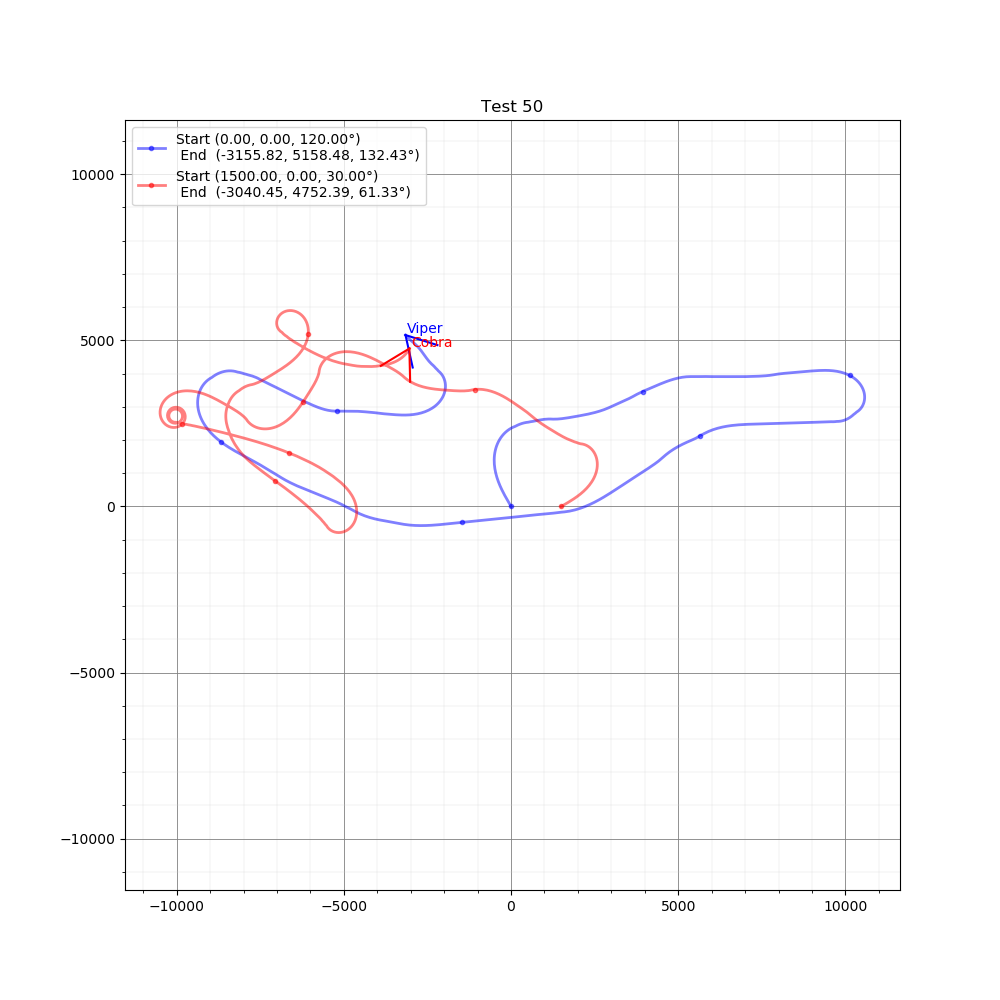 Test 50
Start (0.00, 0.00, 120.00°)
End  (-3155.82, 5158.48, 132.43°)
Start (1500.00, 0.00, 30.00°)
End  (-3040.45, 4752.39, 61.33°)
10000
5000
0
−5000
−10000
Viper
Cobra
−10000
−5000
0
5000
10000